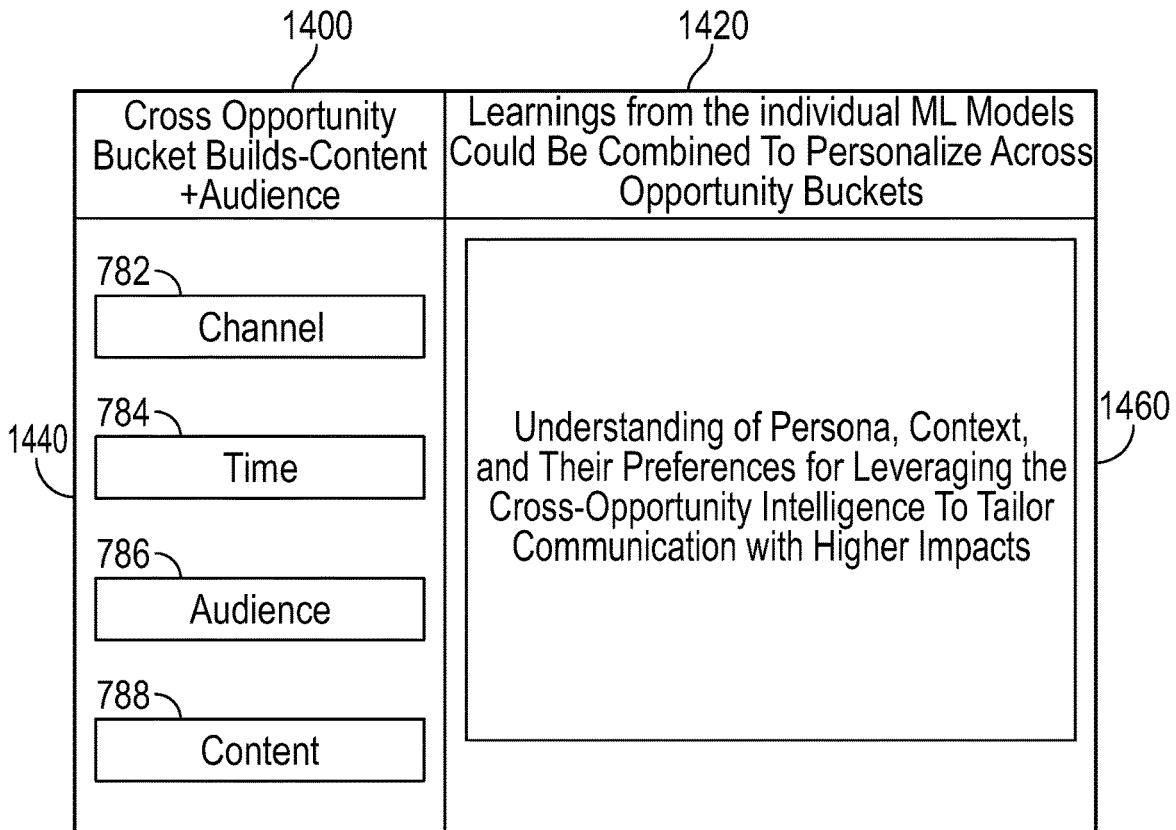 1400
1420
Cross Opportunity
Bucket Builds-Content
+Audience
Learnings from the individual ML Models
Could Be Combined To Personalize Across
Opportunity Buckets
782
Channel
784
Time
1440
786
Audience
788
Content
Understanding of Persona, Context,
and Their Preferences for Leveraging the
Cross-Opportunity Intelligence To Tailor
Communication with Higher Impacts
1460